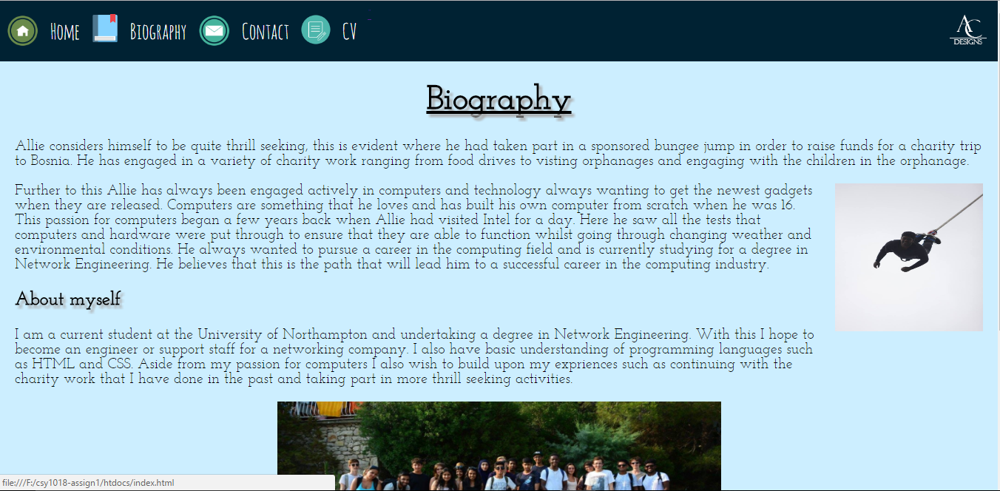 Home Biography Contact CV
AC
DESIGNS
Biography
Allie considers himself to be quite thrill seeking, this is evident where he had taken part in a sponsored bungee jump in order to raise funds for a charity trip
to Bosnia. He has engaged in a variety of charity work ranging from food drives to visting orphanages and engaging with the children in the orphanage.
Further to this Allie has always been engaged actively in computers and technology always wanting to get the newest gadgets
when they are released. Computers are something that he loves and has built his own computer from scratch when he was 16.
This passion for computers began a few years back when Allie had visited Intel for a day. Here he saw all the tests that
computers and hardware were put through to ensure that they are able to function whilst going through changing weather and
environmental conditions. He always wanted to pursue a career in the computing field and is currently studying for a degree in
Network Engineering. He believes that this is the path that will lead him to a successful career in the computing industry.
About myself
I am a current student at the University of Northampton and undertaking a degree in Network Engineering. With this I hope to
become an engineer or support staff for a networking company. I also have basic understanding of programming languages such
as HTML and CSS. Aside from my passion for computers I also wish to build upon my expriences such as continuing with the
charity work that I have done in the past and taking part in more thrill seeking activities.
file:///F:/csy1018-assign1/htdocs/index.html